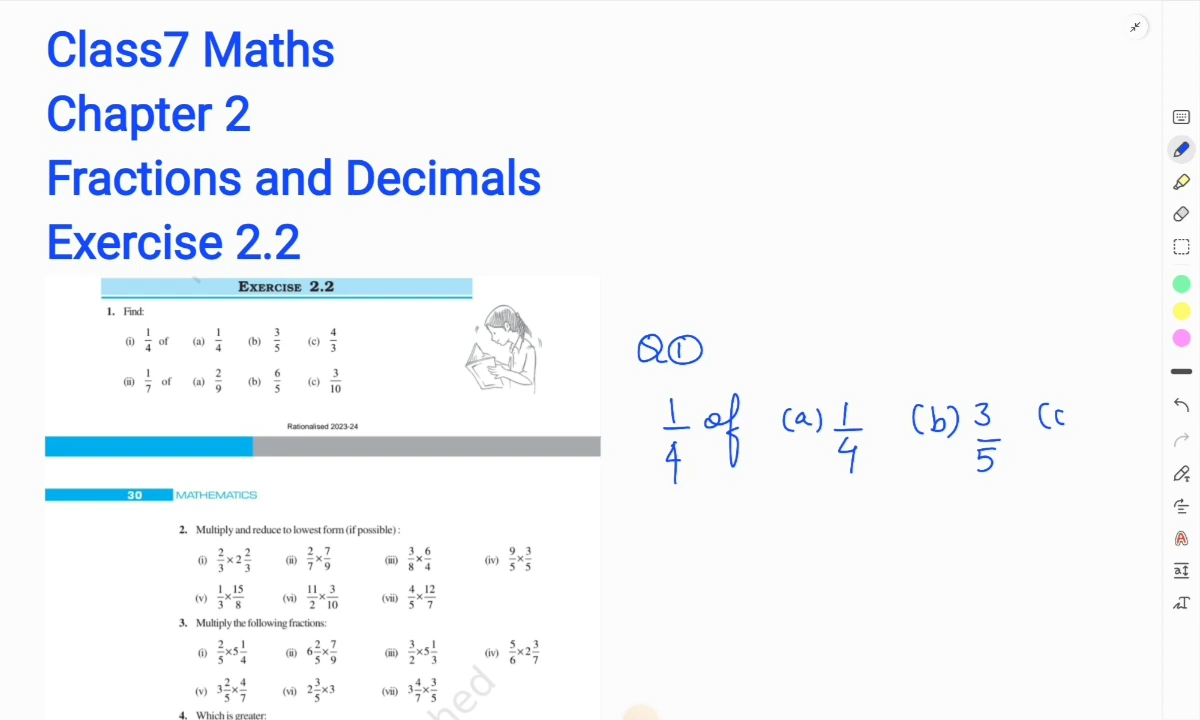 Class7 Maths
Chapter 2
Fractions and Decimals
Exercise 2.2
EXERCISE 2.2
1. Find:
(i) 1/4 of (a) 1/4 (b) 3/5 (c) 4/3
(ii) 1/7 of (a) 2/9 (b) 6/5 (c) 3/10
Rationalised 2023-24
30 MATHEMATICS
2. Multiply and reduce to lowest form (if possible) :
(i) 2/3 × 2 2/3 (ii) 2/7 × 7/9 (iii) 3/8 × 6/4 (iv) 9/5 × 3/5
(v) 1/3 × 15/8 (vi) 11/2 × 3/10 (vii) 4/5 × 12/7
3. Multiply the following fractions:
(i) 2/5 × 5 1/4 (ii) 6 2/5 × 7/9 (iii) 3/2 × 5 1/3 (iv) 5/6 × 2 3/7
(v) 3 2/5 × 4/7 (vi) 2 3/5 × 3 (vii) 3 4/7 × 3/5
4. Which is greater:
Q①
1/4 of (a) 1/4 (b) 3/5 (c